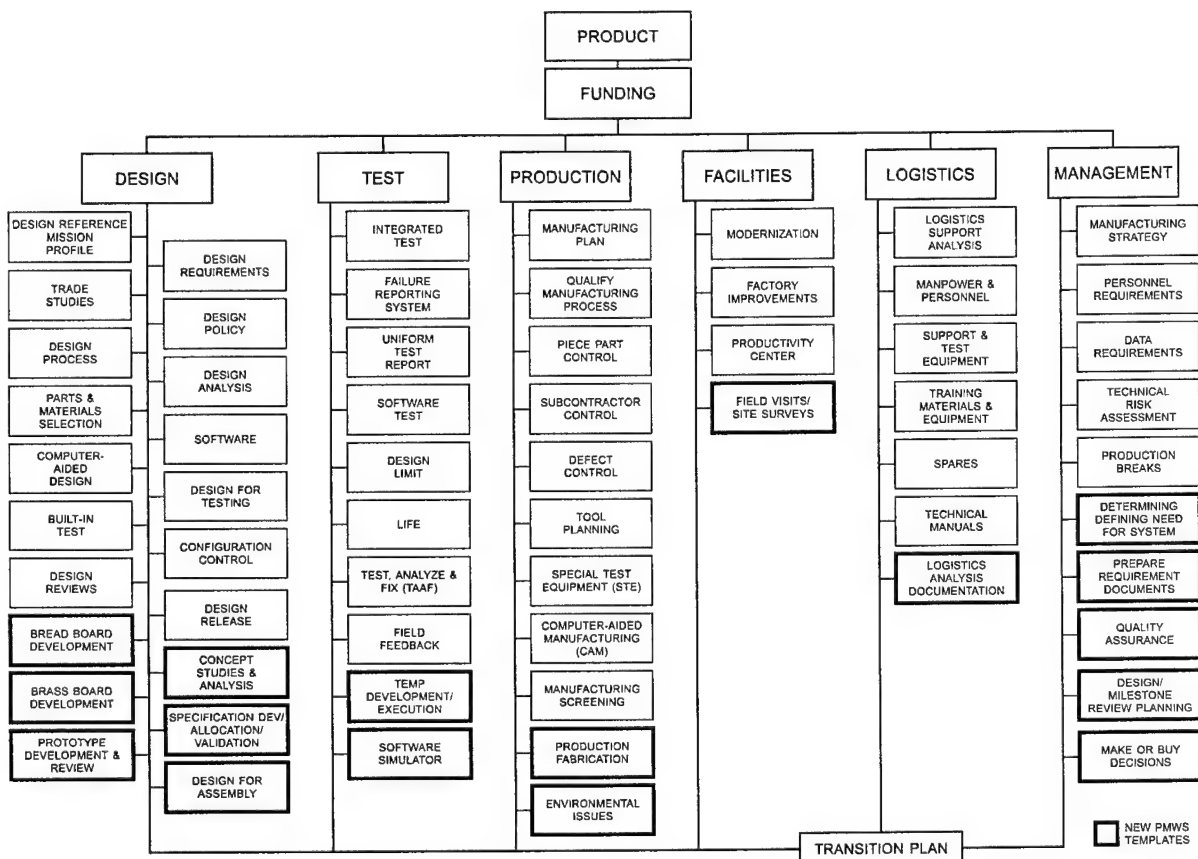 PRODUCT
FUNDING
DESIGN
TEST
PRODUCTION
FACILITIES
LOGISTICS
MANAGEMENT
DESIGN REFERENCE
MISSION
PROFILE
TRADE
STUDIES
DESIGN
PROCESS
PARTS &
MATERIALS
SELECTION
COMPUTER-
AIDED
DESIGN
BUILT-IN
TEST
DESIGN
REVIEWS
BREAD BOARD
DEVELOPMENT
BRASS BOARD
DEVELOPMENT
PROTOTYPE
DEVELOPMENT &
REVIEW
DESIGN
REQUIREMENTS
DESIGN
POLICY
DESIGN
ANALYSIS
SOFTWARE
DESIGN FOR
TESTING
CONFIGURATION
CONTROL
DESIGN
RELEASE
CONCEPT
STUDIES &
ANALYSIS
SPECIFICATION DEV/
ALLOCATION/
VALIDATION
DESIGN FOR
ASSEMBLY
INTEGRATED
TEST
FAILURE
REPORTING
SYSTEM
UNIFORM
TEST
REPORT
SOFTWARE
TEST
DESIGN
LIMIT
LIFE
TEST, ANALYZE &
FIX (TAAF)
FIELD
FEEDBACK
TEMP
DEVELOPMENT/
EXECUTION
SOFTWARE
SIMULATOR
MANUFACTURING
PLAN
QUALIFY
MANUFACTURING
PROCESS
PIECE PART
CONTROL
SUBCONTRACTOR
CONTROL
DEFECT
CONTROL
TOOL
PLANNING
SPECIAL TEST
EQUIPMENT (STE)
COMPUTER-AIDED
MANUFACTURING
(CAM)
MANUFACTURING
SCREENING
PRODUCTION
FABRICATION
ENVIRONMENTAL
ISSUES
MODERNIZATION
FACTORY
IMPROVEMENTS
PRODUCTIVITY
CENTER
FIELD VISITS/
SITE SURVEYS
LOGISTICS
SUPPORT
ANALYSIS
MANPOWER &
PERSONNEL
SUPPORT &
TEST
EQUIPMENT
TRAINING
MATERIALS &
EQUIPMENT
SPARES
TECHNICAL
MANUALS
LOGISTICS
ANALYSIS
DOCUMENTATION
MANUFACTURING
STRATEGY
PERSONNEL
REQUIREMENTS
DATA
REQUIREMENTS
TECHNICAL
RISK
ASSESSMENT
PRODUCTION
BREAKS
DETERMINING
DEFINING NEED
FOR SYSTEM
PREPARE
REQUIREMENT
DOCUMENTS
QUALITY
ASSURANCE
DESIGN/
MILESTONE
REVIEW PLANNING
MAKE OR BUY
DECISIONS
TRANSITION PLAN
NEW PMWS
TEMPLATES